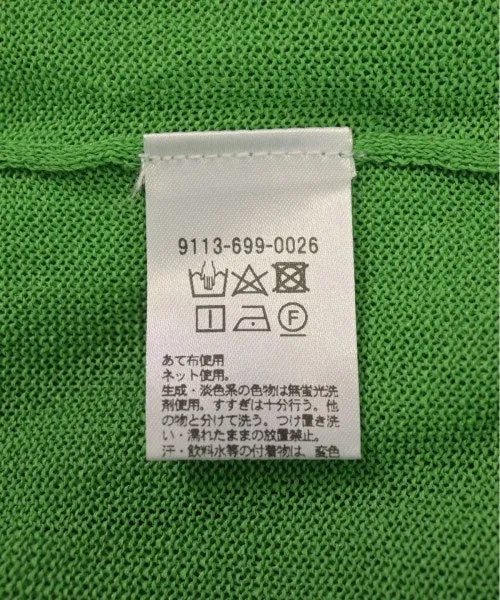 9113-699-0026
F
あて布使用
ネット使用。
生成・淡色系の色物は無蛍光洗
剤使用。すすぎは十分行う。他
の物と分けて洗う。つけ置き洗
い・濡れたままの放置禁止。
汗・飲料水等の付着物は、変色